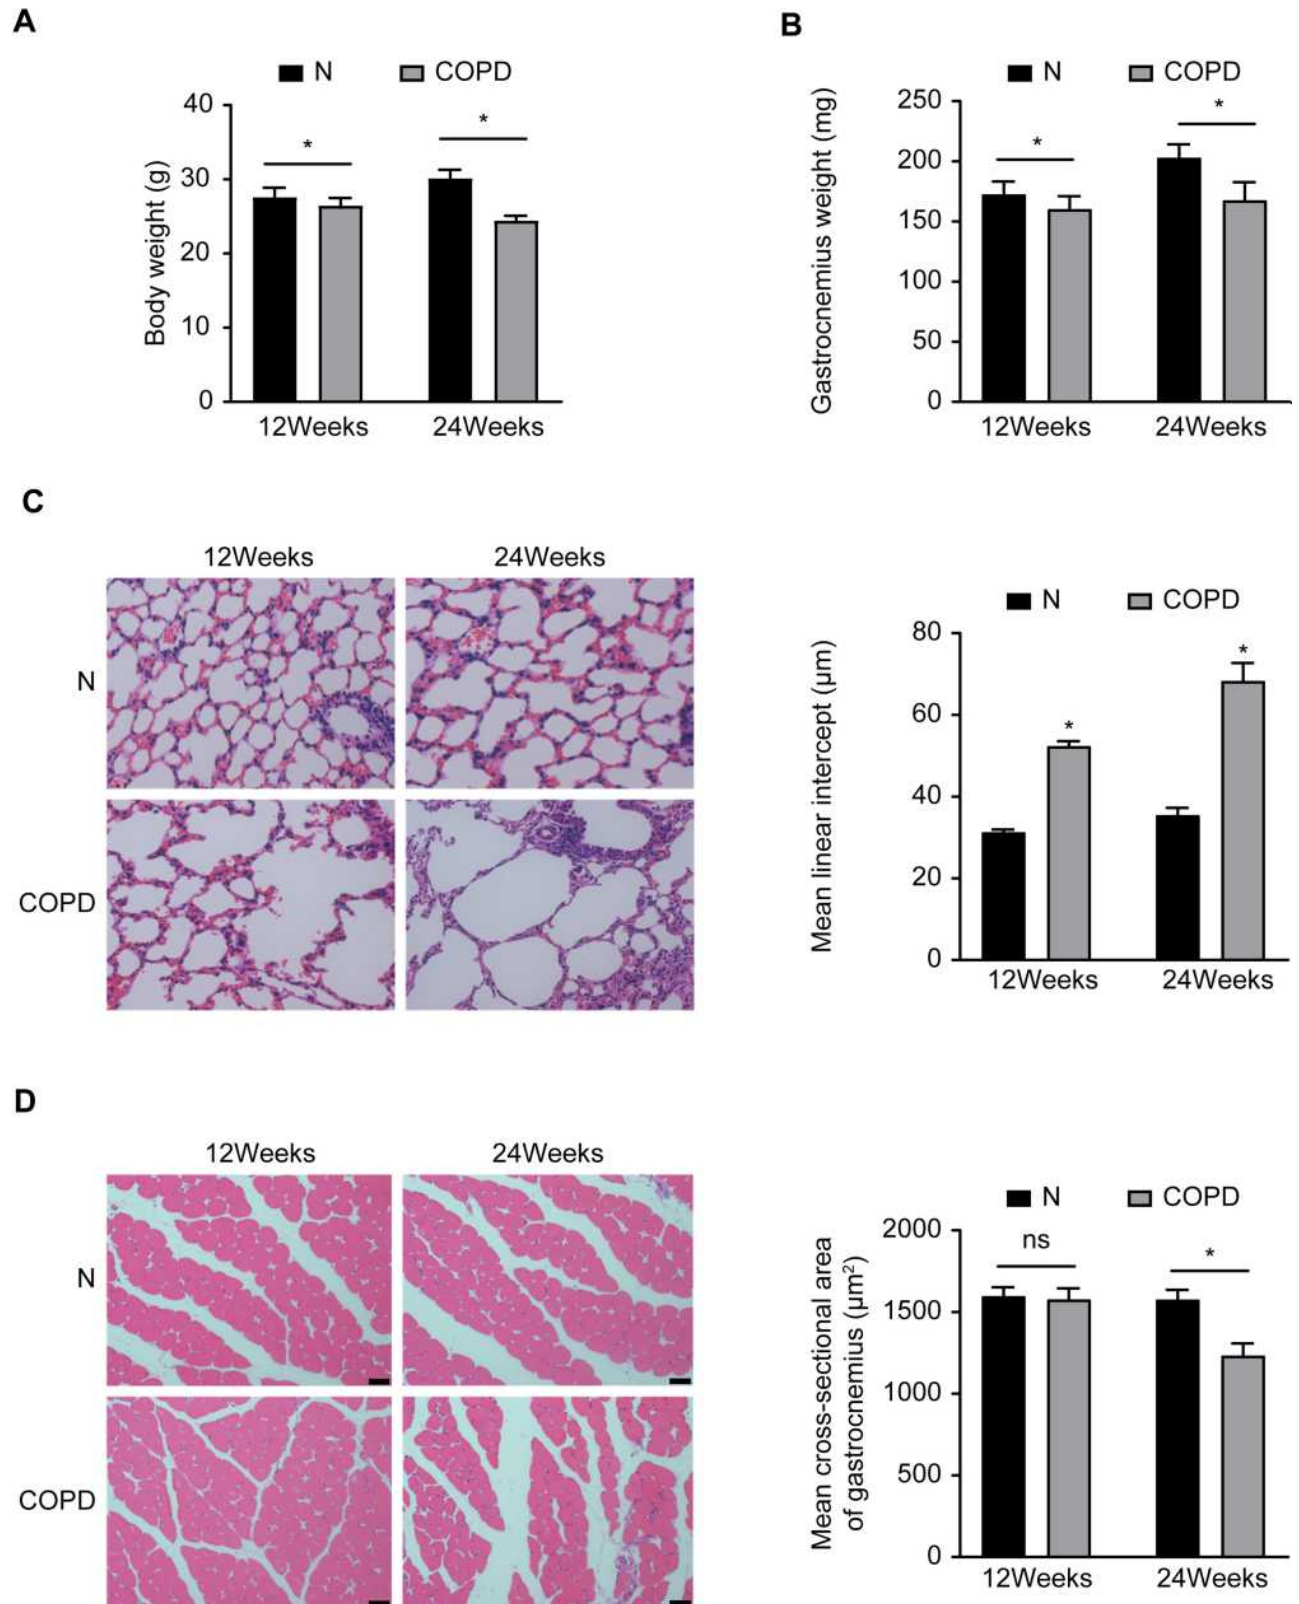 A
N COPD
Body weight (g)
40
30
20
10
0
* *
12Weeks 24Weeks
B
N COPD
Gastrocnemius weight (mg)
250
200
150
100
50
0
* *
12Weeks 24Weeks
C
12Weeks 24Weeks
N
COPD
N COPD
Mean linear intercept (µm)
80
60
40
20
0
* *
12Weeks 24Weeks
D
12Weeks 24Weeks
N
COPD
N COPD
Mean cross-sectional area
of gastrocnemius (µm²)
2000
1500
1000
500
0
ns *
12Weeks 24Weeks